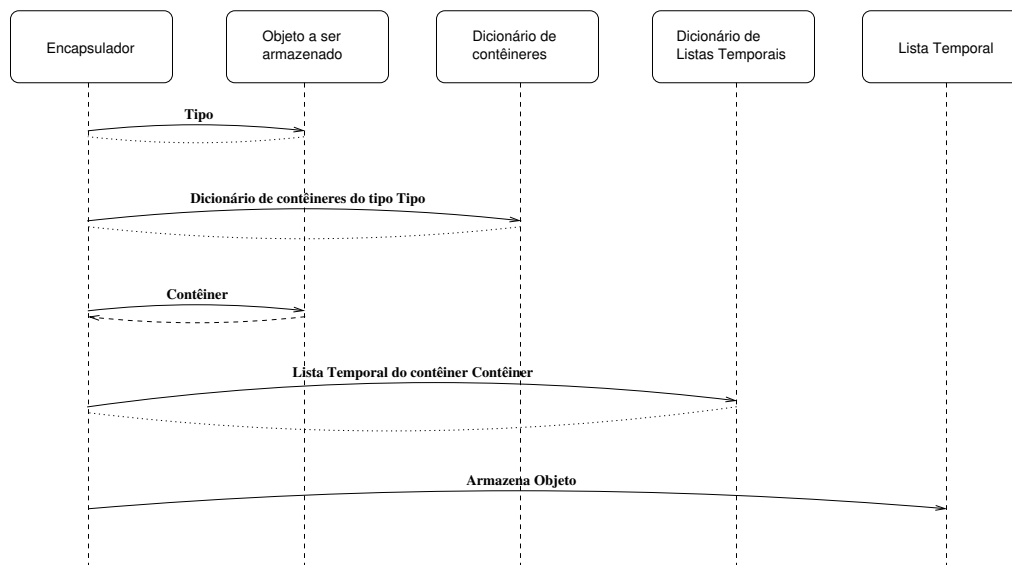 Encapsulador
Objeto a ser
armazenado
Dicionário de
contêineres
Dicionário de
Listas Temporais
Lista Temporal
Tipo
Dicionário de contêineres do tipo Tipo
Contêiner
Lista Temporal do contêiner Contêiner
Armazena Objeto